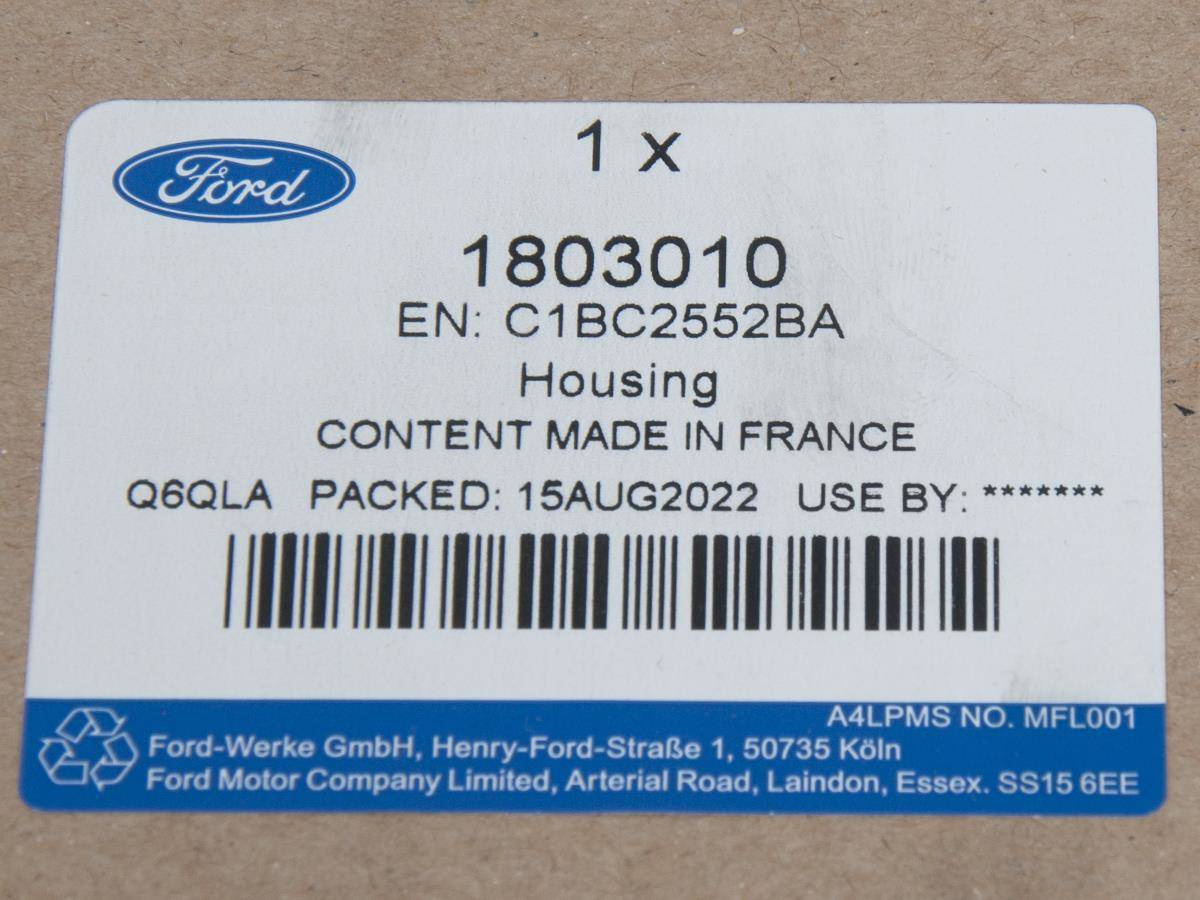 Ford
1 x
1803010
EN: C1BC2552BA
Housing
CONTENT MADE IN FRANCE
Q6QLA PACKED: 15AUG2022 USE BY: *******
A4LPMS NO. MFL001
Ford-Werke GmbH, Henry-Ford-Straße 1, 50735 Köln
Ford Motor Company Limited, Arterial Road, Laindon, Essex. SS15 6EE